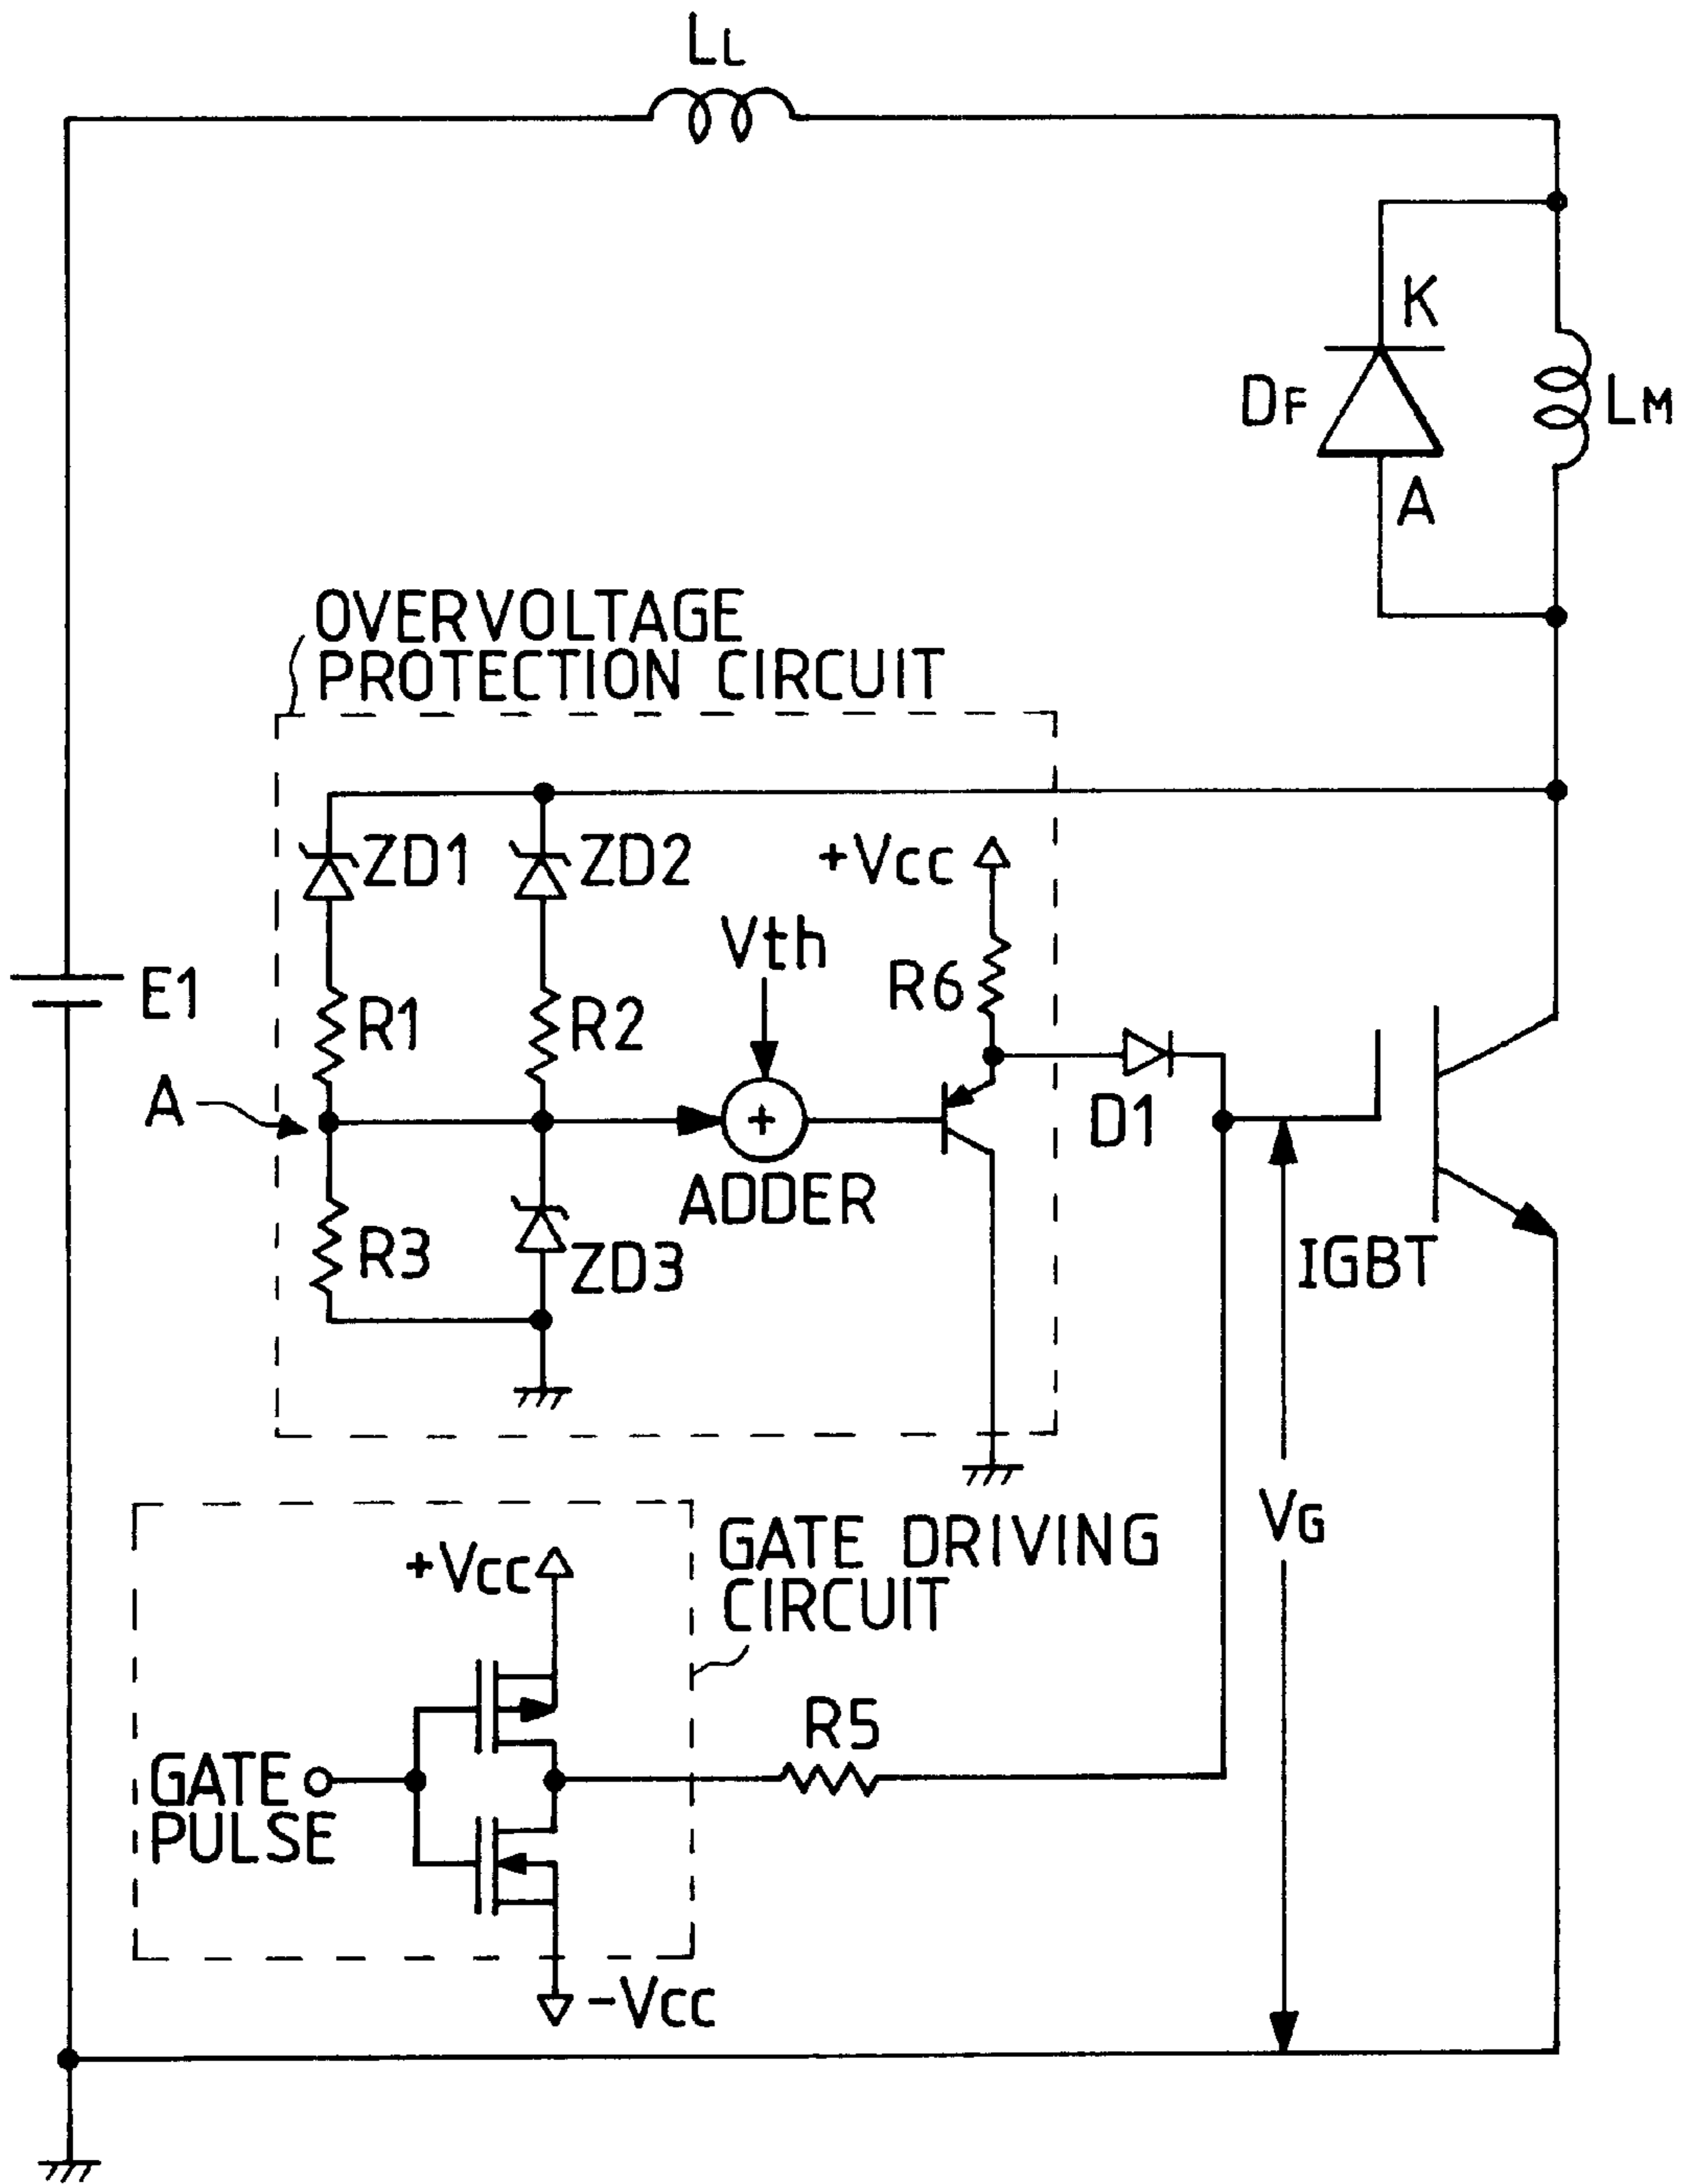 LL
K
DF
LM
A
OVERVOLTAGE
PROTECTION CIRCUIT
ZD1
ZD2
+Vcc
Vth
E1
R1
R2
R6
A
+
D1
ADDER
R3
ZD3
IGBT
VG
+Vcc
GATE DRIVING
CIRCUIT
R5
GATE
PULSE
-Vcc